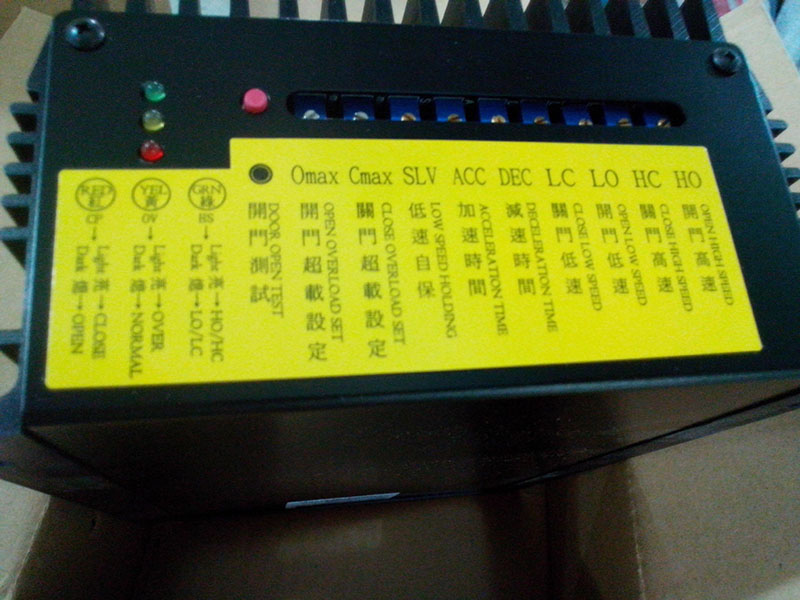 RED 紅
CP → Light 亮 → CLOSE
Dark 熄 → OPEN
YEL 黃
OV → Light 亮 → OVER
Dark 熄 → NORMAL
GRN 綠
HS → Light 亮 → HO/HC
Dark 熄 → LO/LC
DOOR OPEN TEST
開門測試
Omax
OPEN OVERLOAD SET
開門超載設定
Cmax
CLOSE OVERLOAD SET
關門超載設定
SLV
LOW SPEED HOLDING
低速自保
ACC
ACCELERATION TIME
加速時間
DEC
DECELERATION TIME
減速時間
LC
CLOSE LOW SPEED
關門低速
LO
OPEN LOW SPEED
開門低速
HC
CLOSE HIGH SPEED
關門高速
HO
OPEN HIGH SPEED
開門高速